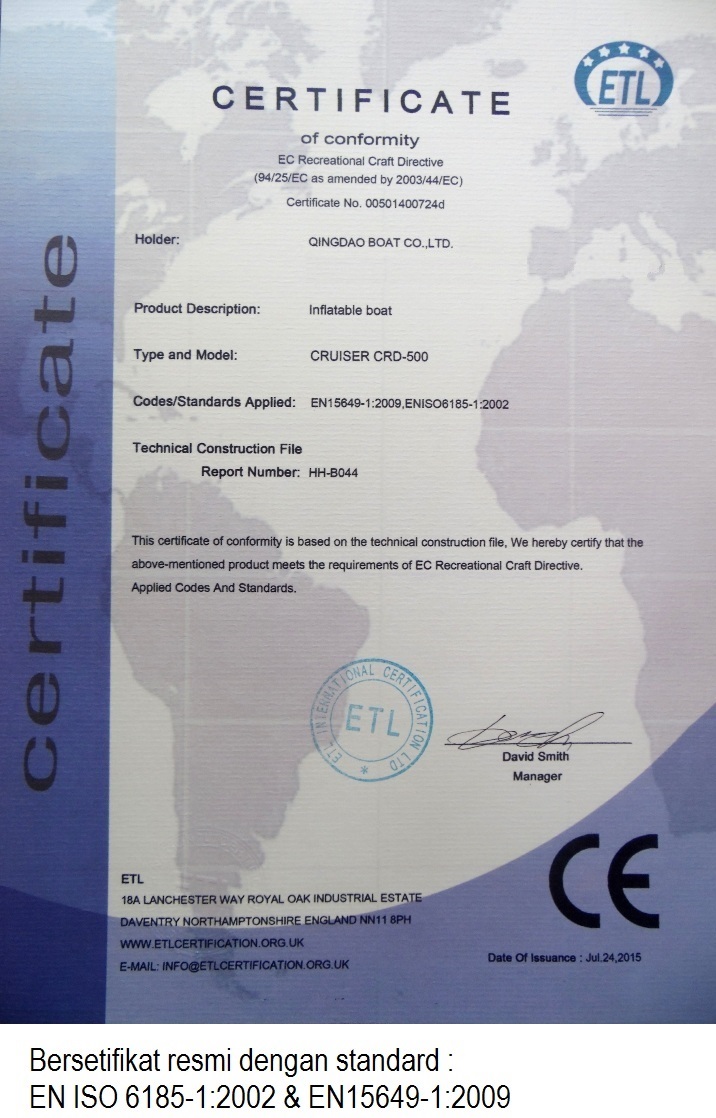 certificate
ETL
CERTIFICATE
of conformity
EC Recreational Craft Directive
(94/25/EC as amended by 2003/44/EC)
Certificate No. 00501400724d
Holder: QINGDAO BOAT CO.,LTD.
Product Description: Inflatable boat
Type and Model: CRUISER CRD-500
Codes/Standards Applied: EN15649-1:2009,ENISO6185-1:2002
Technical Construction File
Report Number: HH-B044
This certificate of conformity is based on the technical construction file, We hereby certify that the
above-mentioned product meets the requirements of EC Recreational Craft Directive.
Applied Codes And Standards.
ETL INTERNATIONAL CERTIFICATION LTD
ETL
David Smith
Manager
CE
ETL
18A LANCHESTER WAY ROYAL OAK INDUSTRIAL ESTATE
DAVENTRY NORTHAMPTONSHIRE ENGLAND NN11 8PH
WWW.ETLCERTIFICATION.ORG.UK
E-MAIL: INFO@ETLCERTIFICATION.ORG.UK
Date Of Issuance : Jul.24,2015
Bersetifikat resmi dengan standard :
EN ISO 6185-1:2002 & EN15649-1:2009